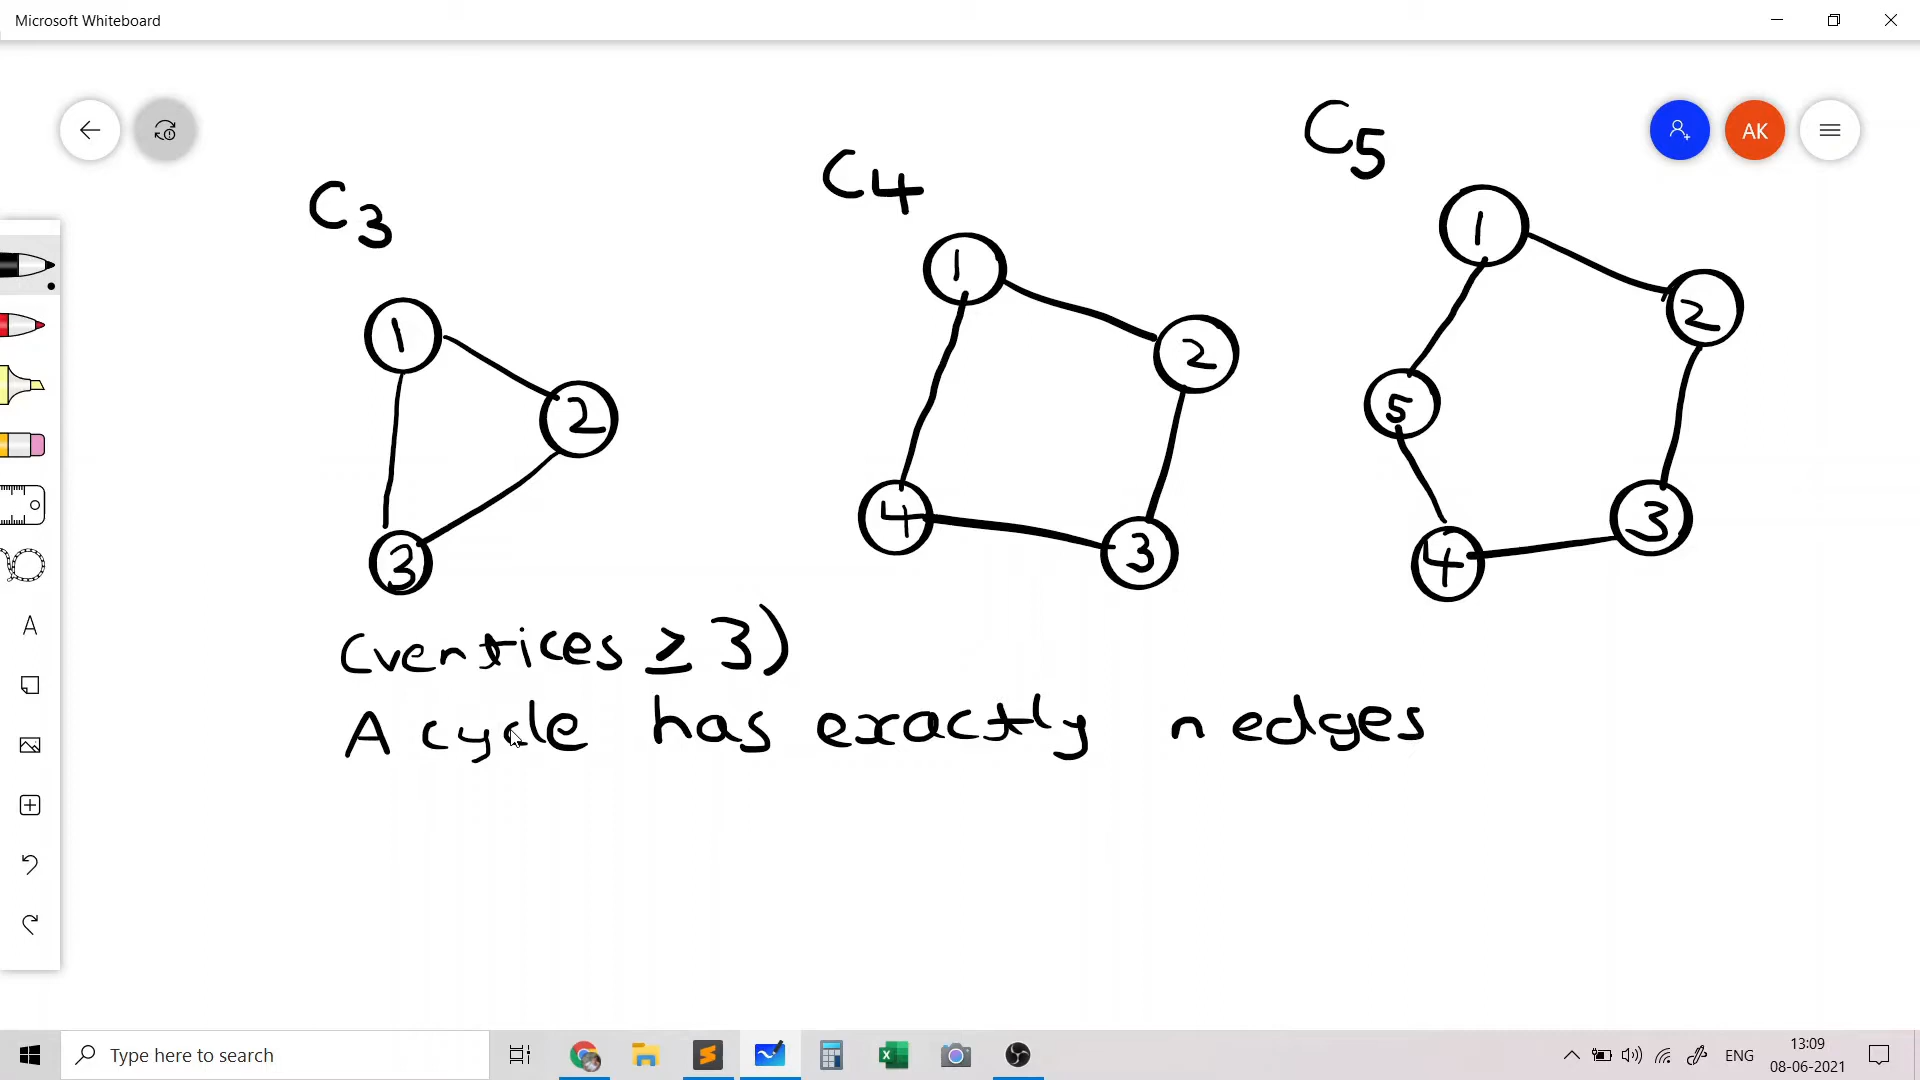 Microsoft Whiteboard
AK
C3
C4
C5
1
2
3
1
2
3
4
1
2
3
4
5
(vertices ≥ 3)
A cycle has exactly n edges
A
Type here to search
ENG
13:09
08-06-2021